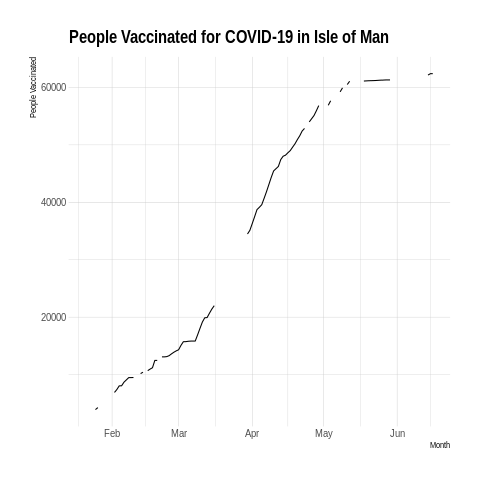 People Vaccinated for COVID-19 in Isle of Man
People Vaccinated
60000
40000
20000
Feb Mar Apr May Jun
Month